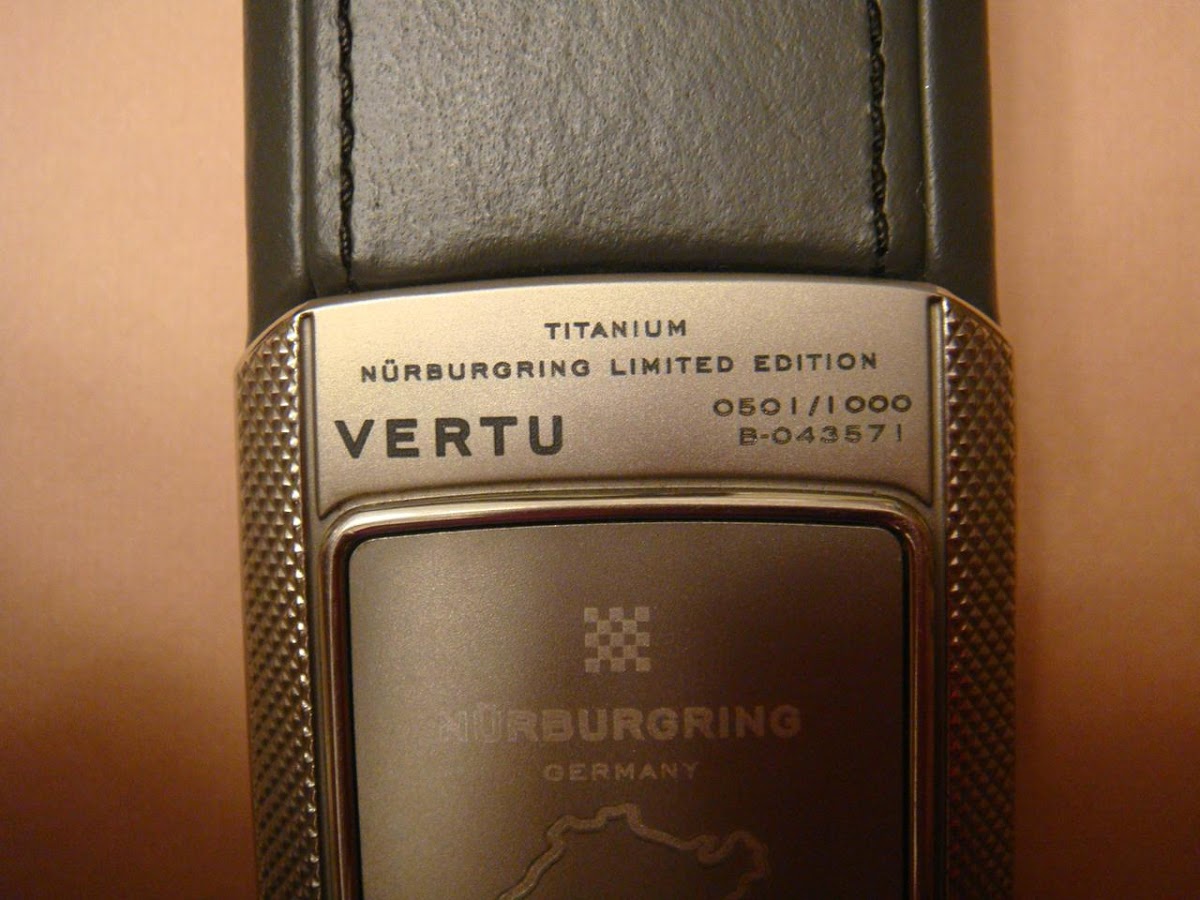 TITANIUM
NÜRBURGRING LIMITED EDITION
VERTU
0501/1000
B-043571
NÜRBURGRING
GERMANY